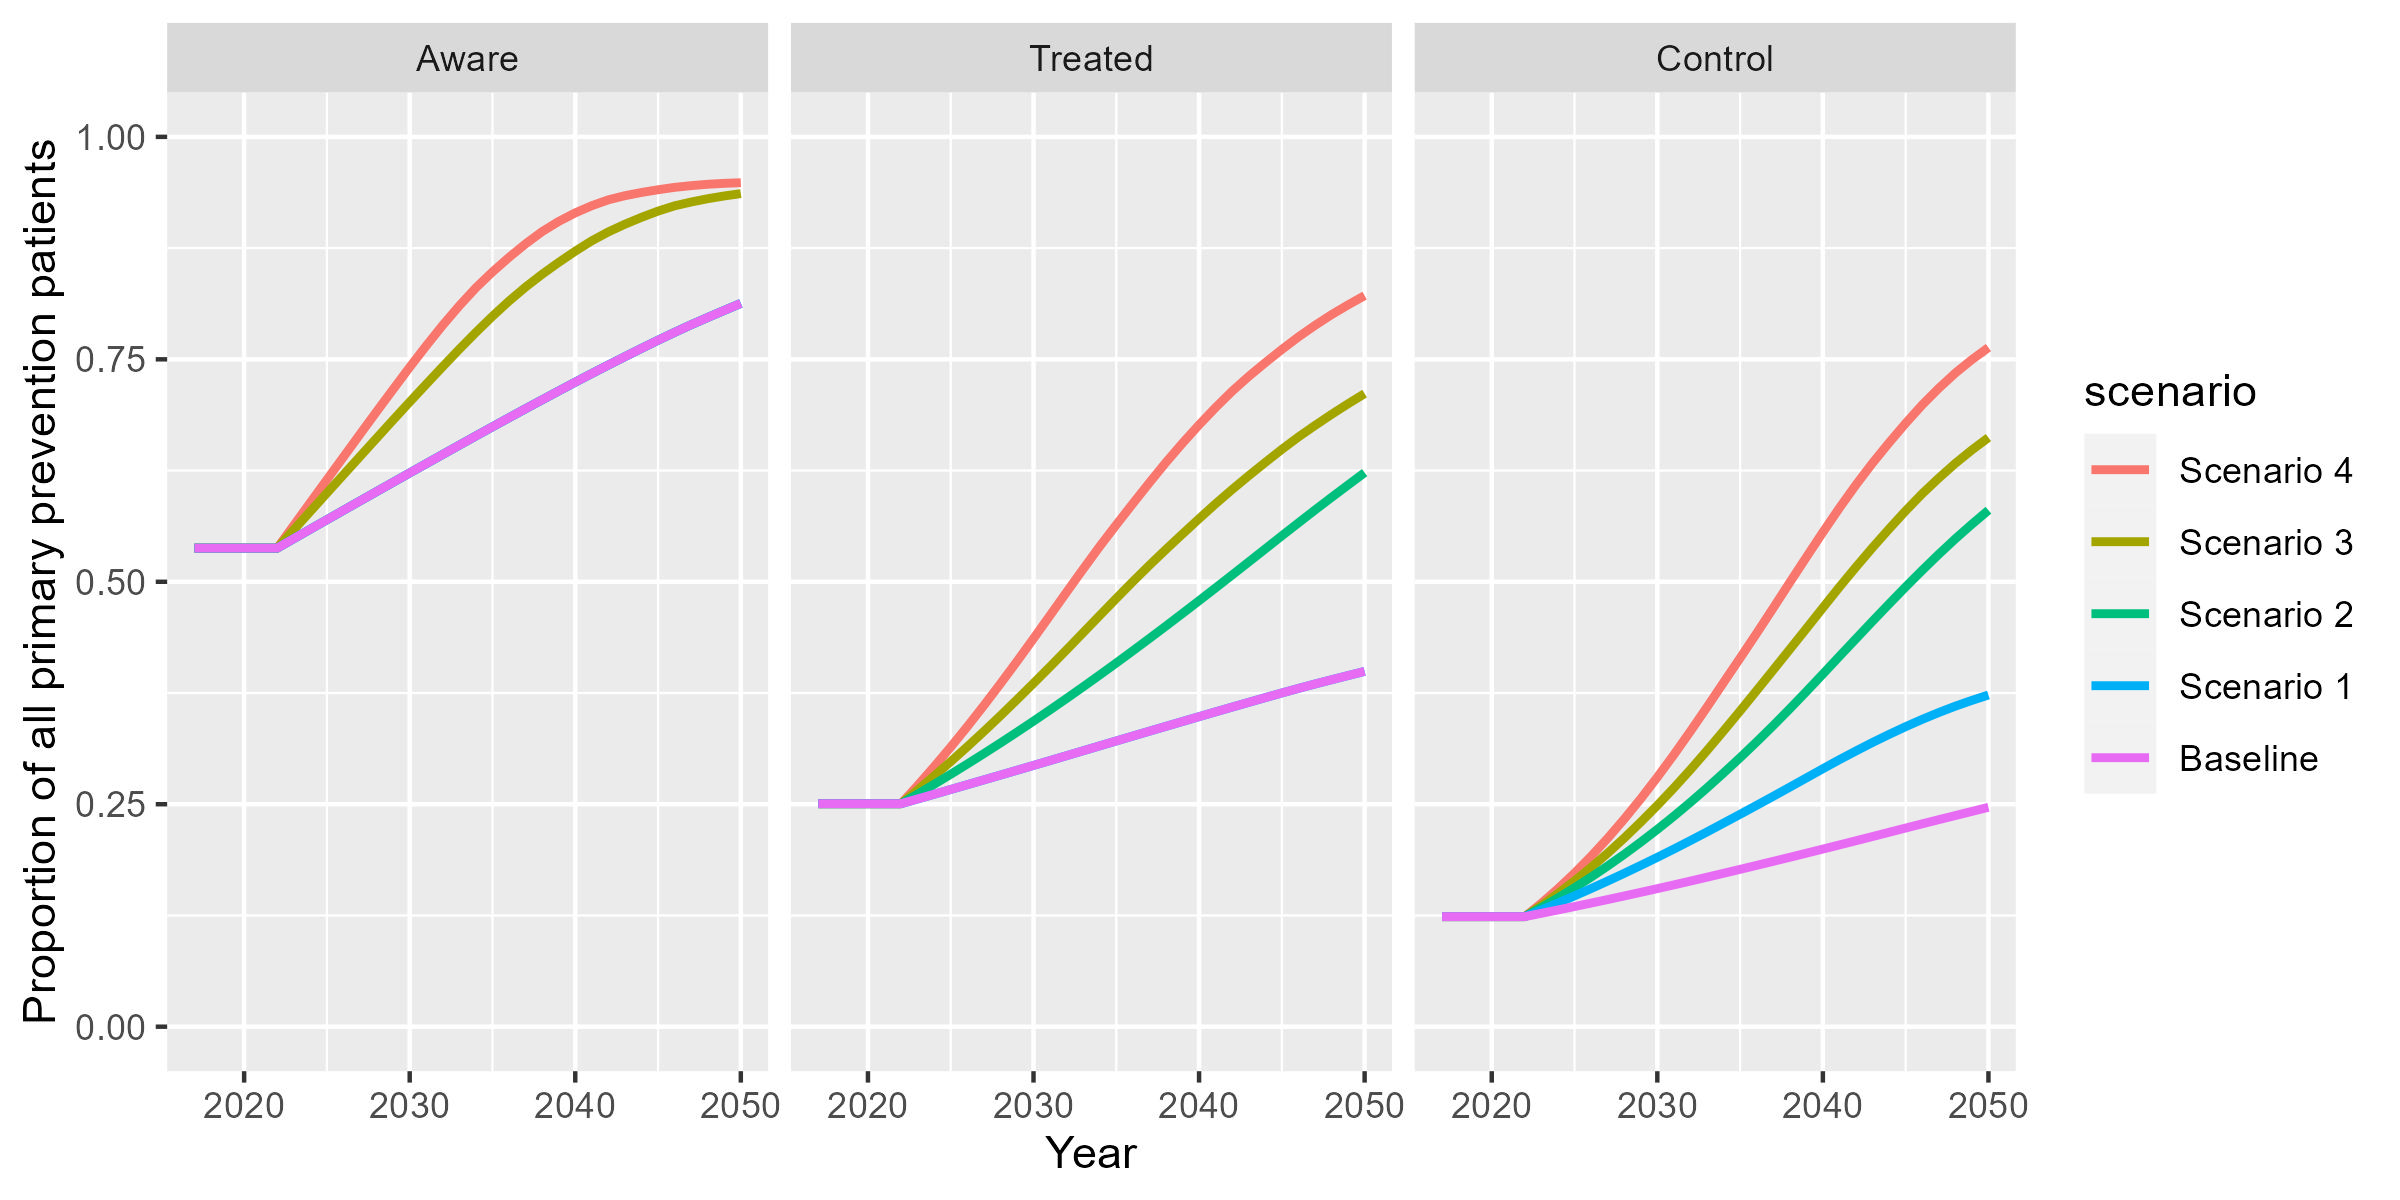 Aware
Treated
Control
Proportion of all primary prevention patients
1.00
0.75
0.50
0.25
0.00
2020 2030 2040 2050
2020 2030 2040 2050
2020 2030 2040 2050
Year
scenario
Scenario 4
Scenario 3
Scenario 2
Scenario 1
Baseline